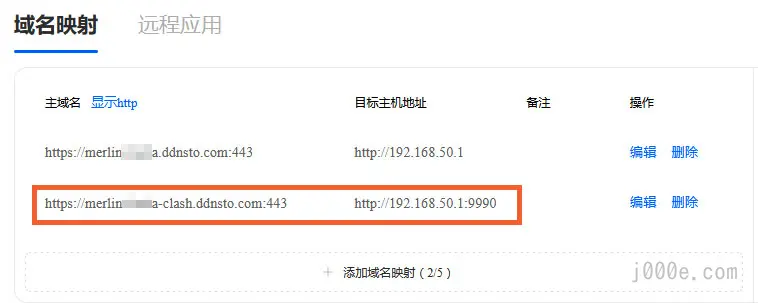 域名映射 远程应用
主域名 显示http 目标主机地址 备注 操作
https://merlin a.ddnsto.com:443 http://192.168.50.1 编辑 删除
https://merlin a-clash.ddnsto.com:443 http://192.168.50.1:9990 编辑 删除
+ 添加域名映射（2/5）
j000e.com